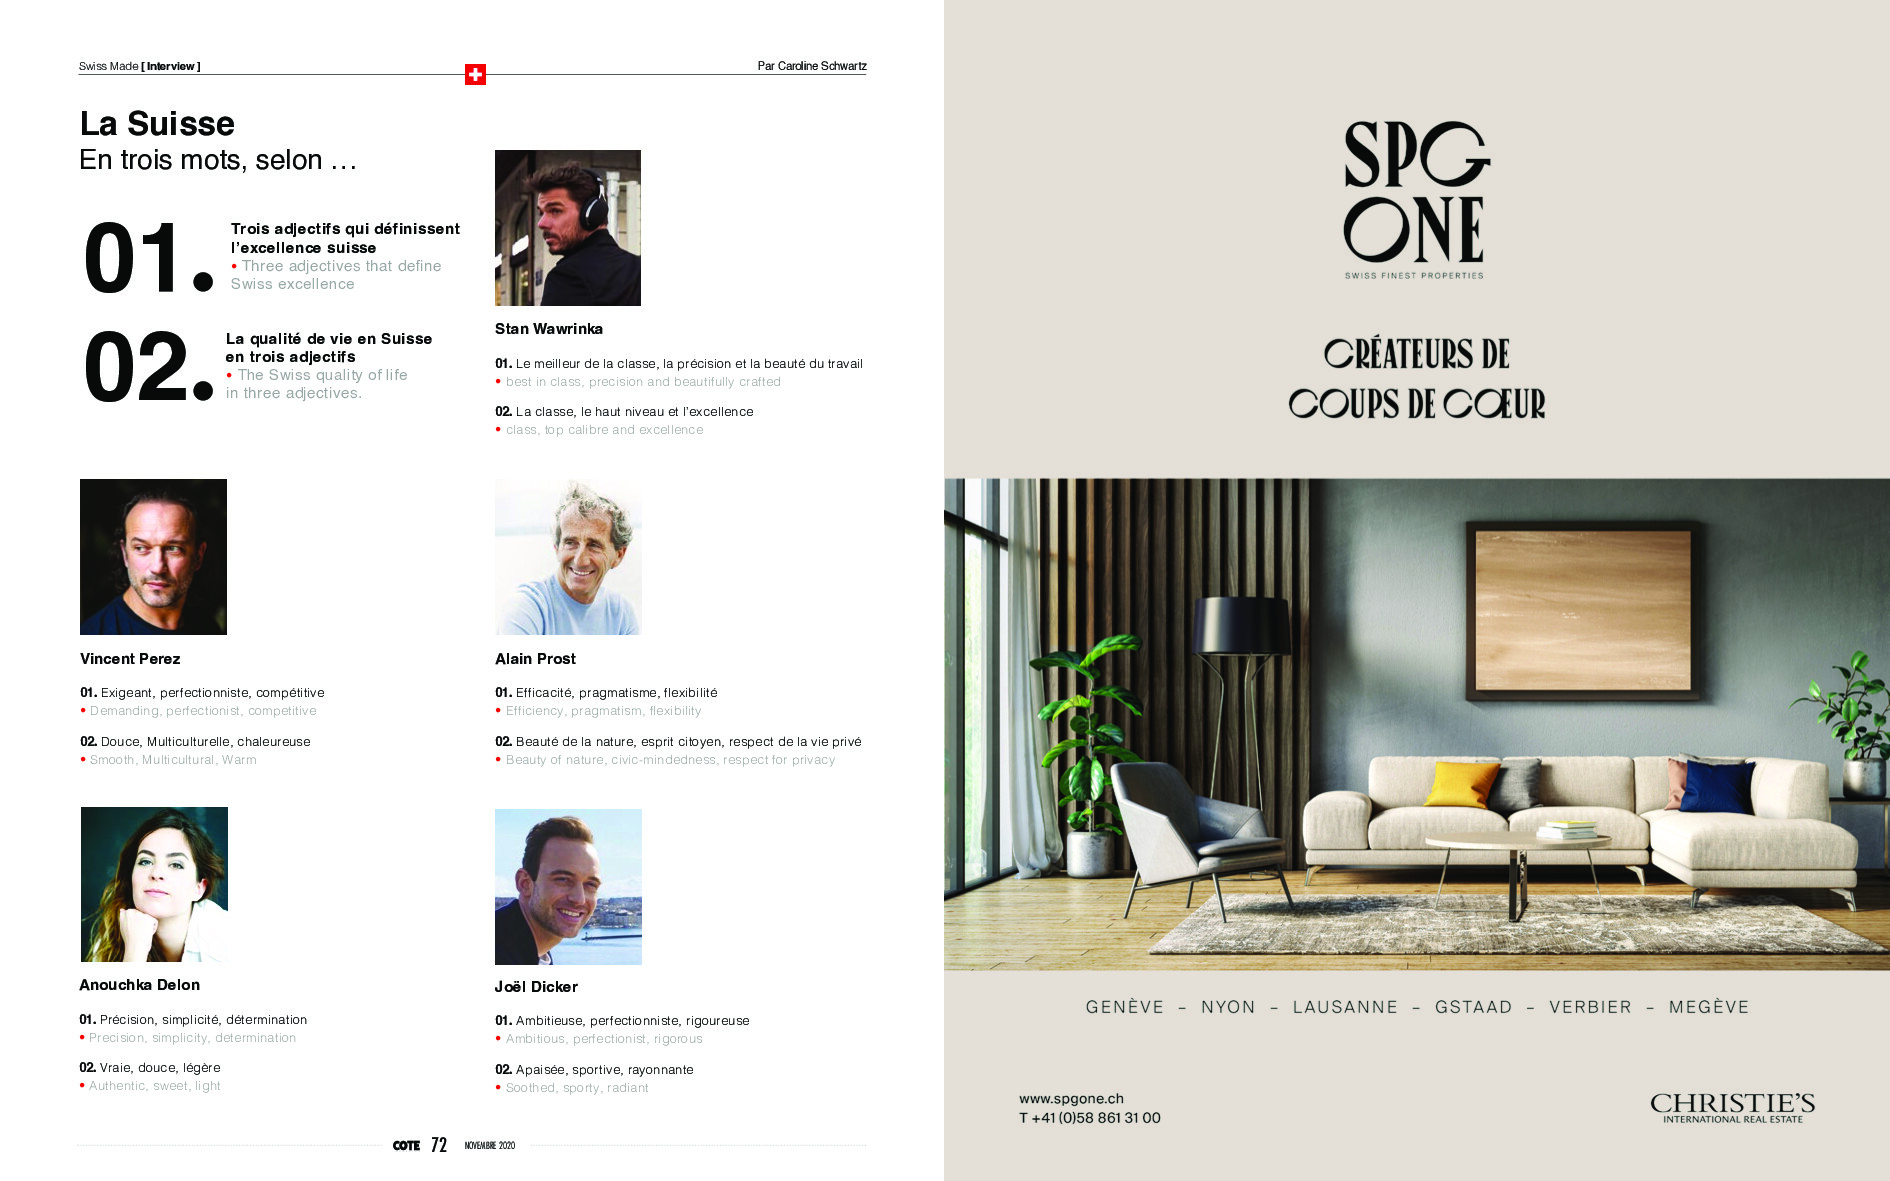 Swiss Made [ Interview ]
Par Caroline Schwartz
La Suisse
En trois mots, selon …
01.
Trois adjectifs qui définissent
l'excellence suisse
• Three adjectives that define
Swiss excellence
02.
La qualité de vie en Suisse
en trois adjectifs
• The Swiss quality of life
in three adjectives.
Stan Wawrinka
01. Le meilleur de la classe, la précision et la beauté du travail
• best in class, precision and beautifully crafted
02. La classe, le haut niveau et l'excellence
• class, top calibre and excellence
Vincent Perez
01. Exigeant, perfectionniste, compétitive
• Demanding, perfectionist, competitive
02. Douce, Multiculturelle, chaleureuse
• Smooth, Multicultural, Warm
Alain Prost
01. Efficacité, pragmatisme, flexibilité
• Efficiency, pragmatism, flexibility
02. Beauté de la nature, esprit citoyen, respect de la vie privé
• Beauty of nature, civic-mindedness, respect for privacy
Anouchka Delon
01. Précision, simplicité, détermination
• Precision, simplicity, determination
02. Vraie, douce, légère
• Authentic, sweet, light
Joël Dicker
01. Ambitieuse, perfectionniste, rigoureuse
• Ambitious, perfectionist, rigorous
02. Apaisée, sportive, rayonnante
• Soothed, sporty, radiant
COTE 72 NOVEMBRE 2020
SPG
ONE
SWISS FINEST PROPERTIES
CRÉATEURS DE
COUPS DE CŒUR
GENÈVE – NYON – LAUSANNE – GSTAAD – VERBIER – MEGÈVE
www.spgone.ch
T +41 (0)58 861 31 00
CHRISTIE'S
INTERNATIONAL REAL ESTATE